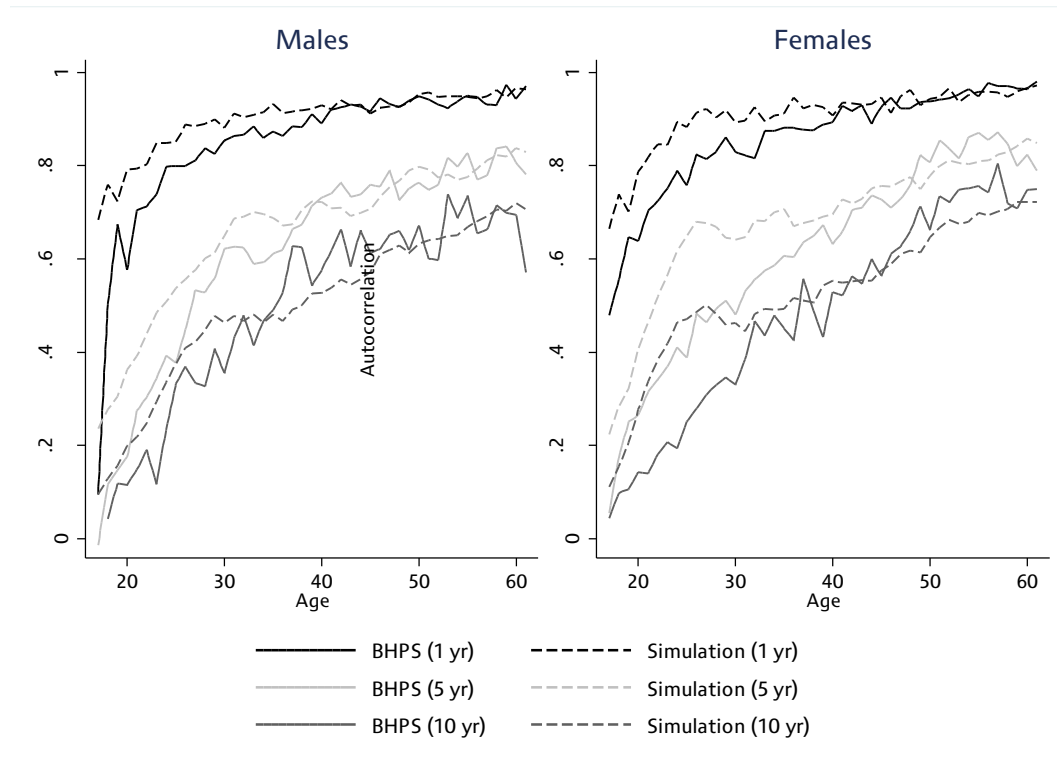 Males Females
1 1
.8 .8
.6 .6
Autocorrelation
.4 .4
.2 .2
0 0
20 30 40 50 60 20 30 40 50 60
Age Age
BHPS (1 yr) Simulation (1 yr)
BHPS (5 yr) Simulation (5 yr)
BHPS (10 yr) Simulation (10 yr)